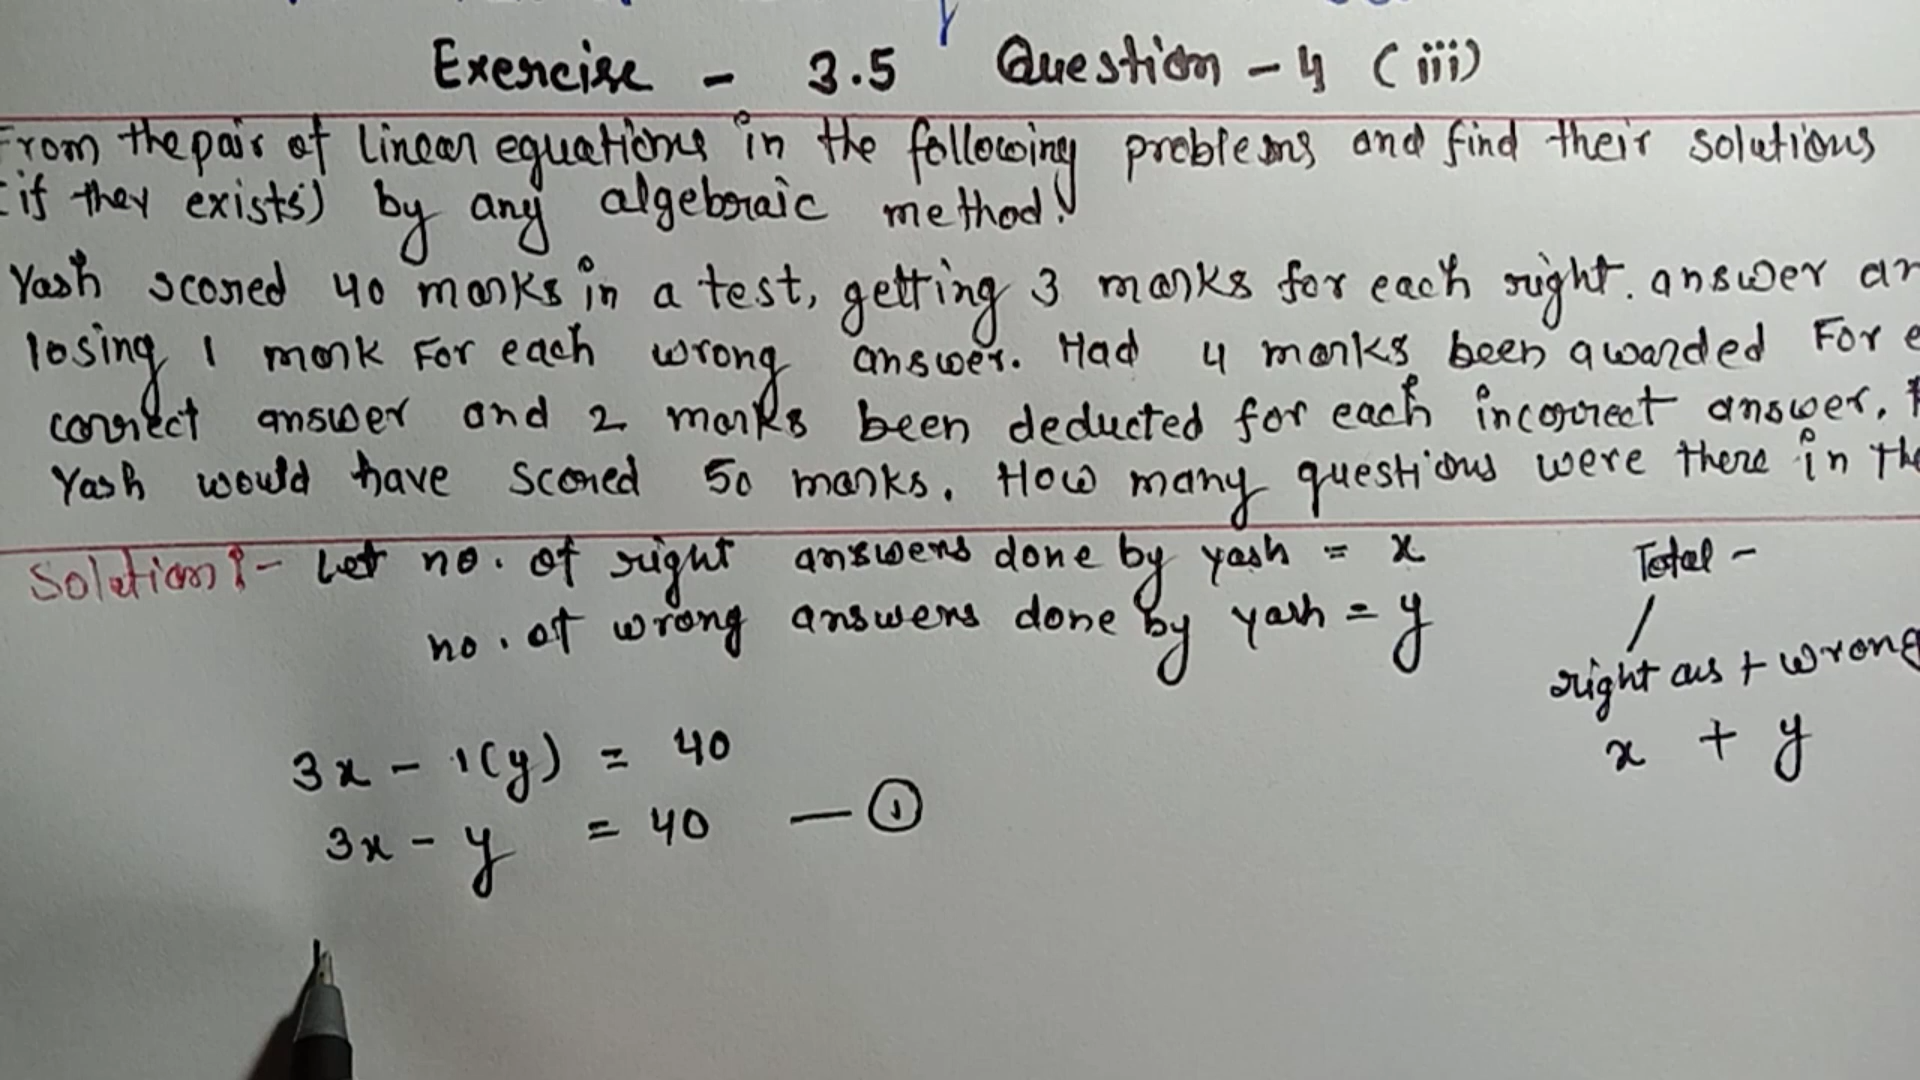 Exercise - 3.5 Question - 4 (iii)
From the pair of linear equations in the following problems and find their solutions
(if they exists) by any algebraic method!
Yash scored 40 marks in a test, getting 3 marks for each right. answer an
losing 1 mark For each wrong answer. Had 4 marks been awarded For e
correct answer and 2 marks been deducted for each incorrect answer,
Yash would have scored 50 marks. How many questions were there in the
Solution :- Let no. of right answers done by yash = x
no. of wrong answers done by yash = y
Total -
right ans + wrong
x + y
3x - 1(y) = 40
3x - y = 40 — ①